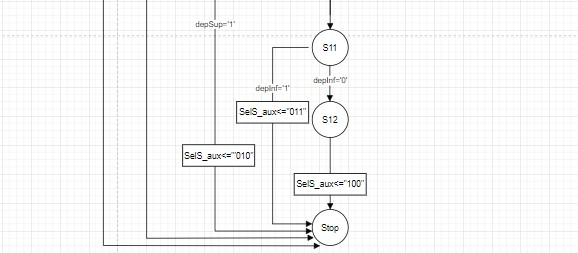 depSup='1'
S11
depInf='0'
depInf='1'
SelS_aux<="011"
S12
SelS_aux<="010"
SelS_aux<="100"
Stop